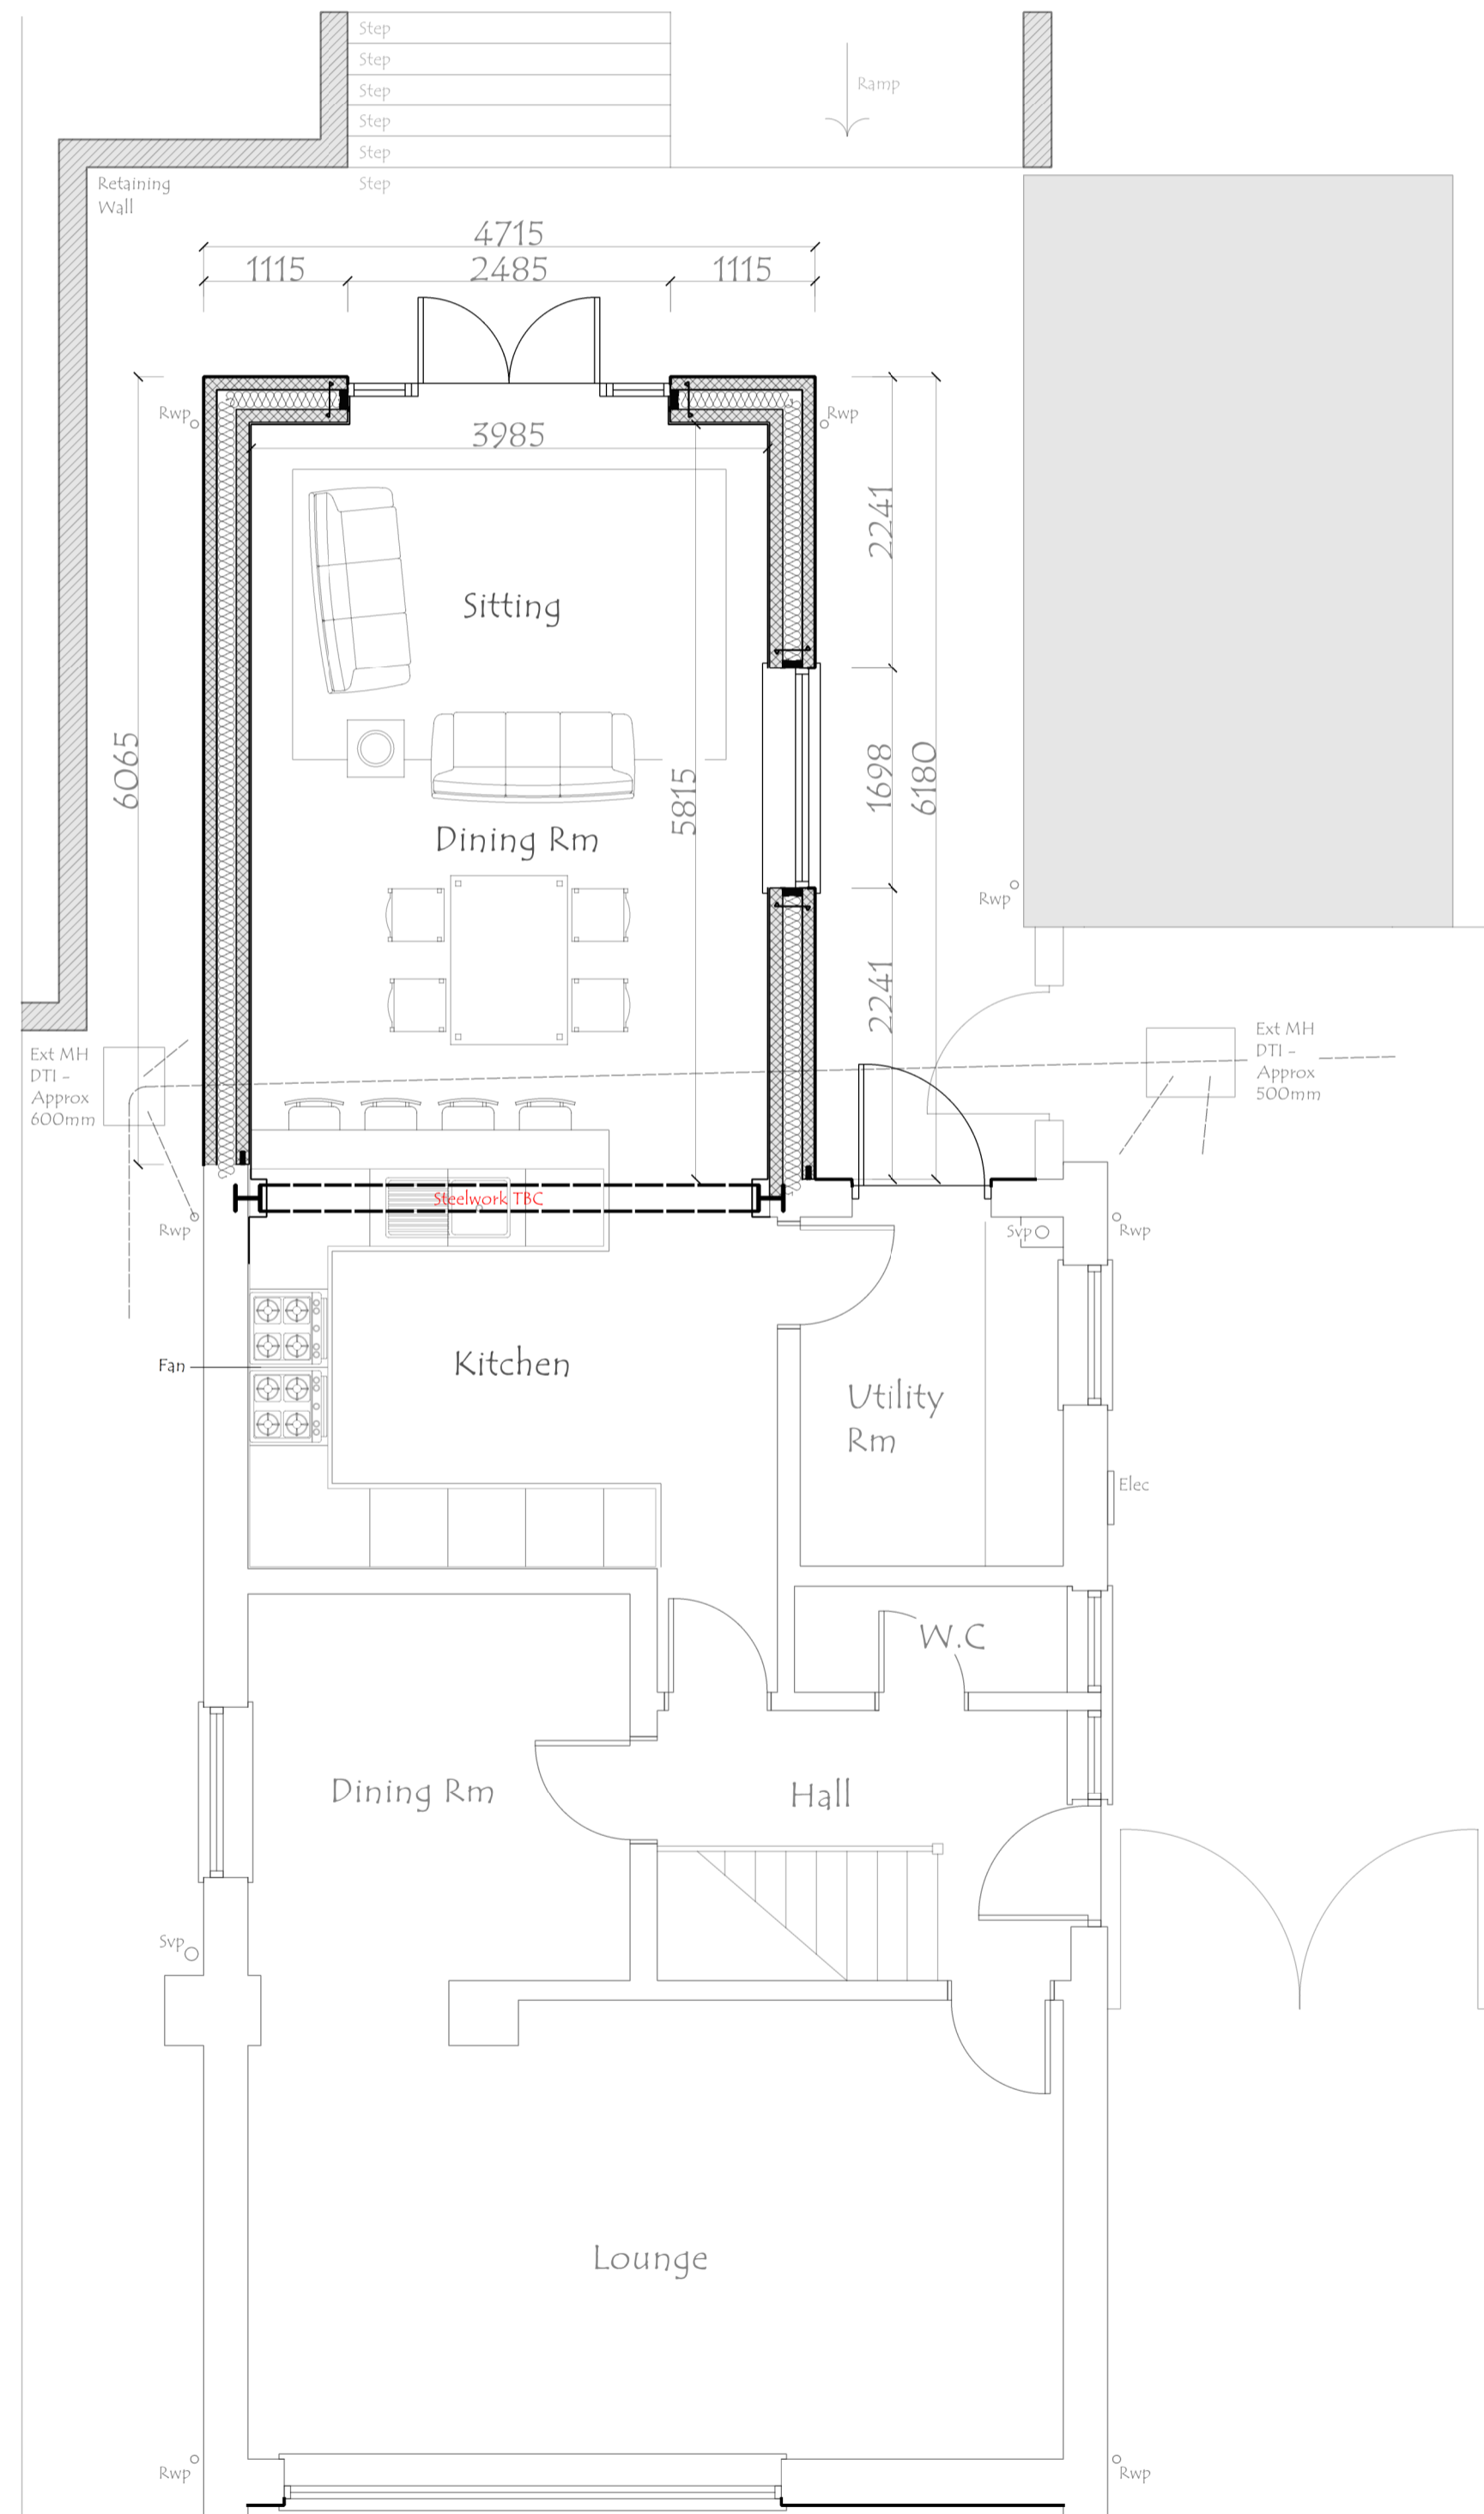 Step
Step
Step
Step
Step
Step
Ramp
Retaining
Wall
4715
1115
2485
1115
Rwp
Rwp
3985
2241
Sitting
6065
5815
1698
6180
Dining Rm
Rwp
2241
Ext MH
DTI -
Approx
600mm
Ext MH
DTI -
Approx
500mm
Steelwork TBC
Rwp
Svp
Rwp
Fan
Kitchen
Utility
Rm
Elec
W.C
Dining Rm
Hall
Svp
Lounge
Rwp
Rwp